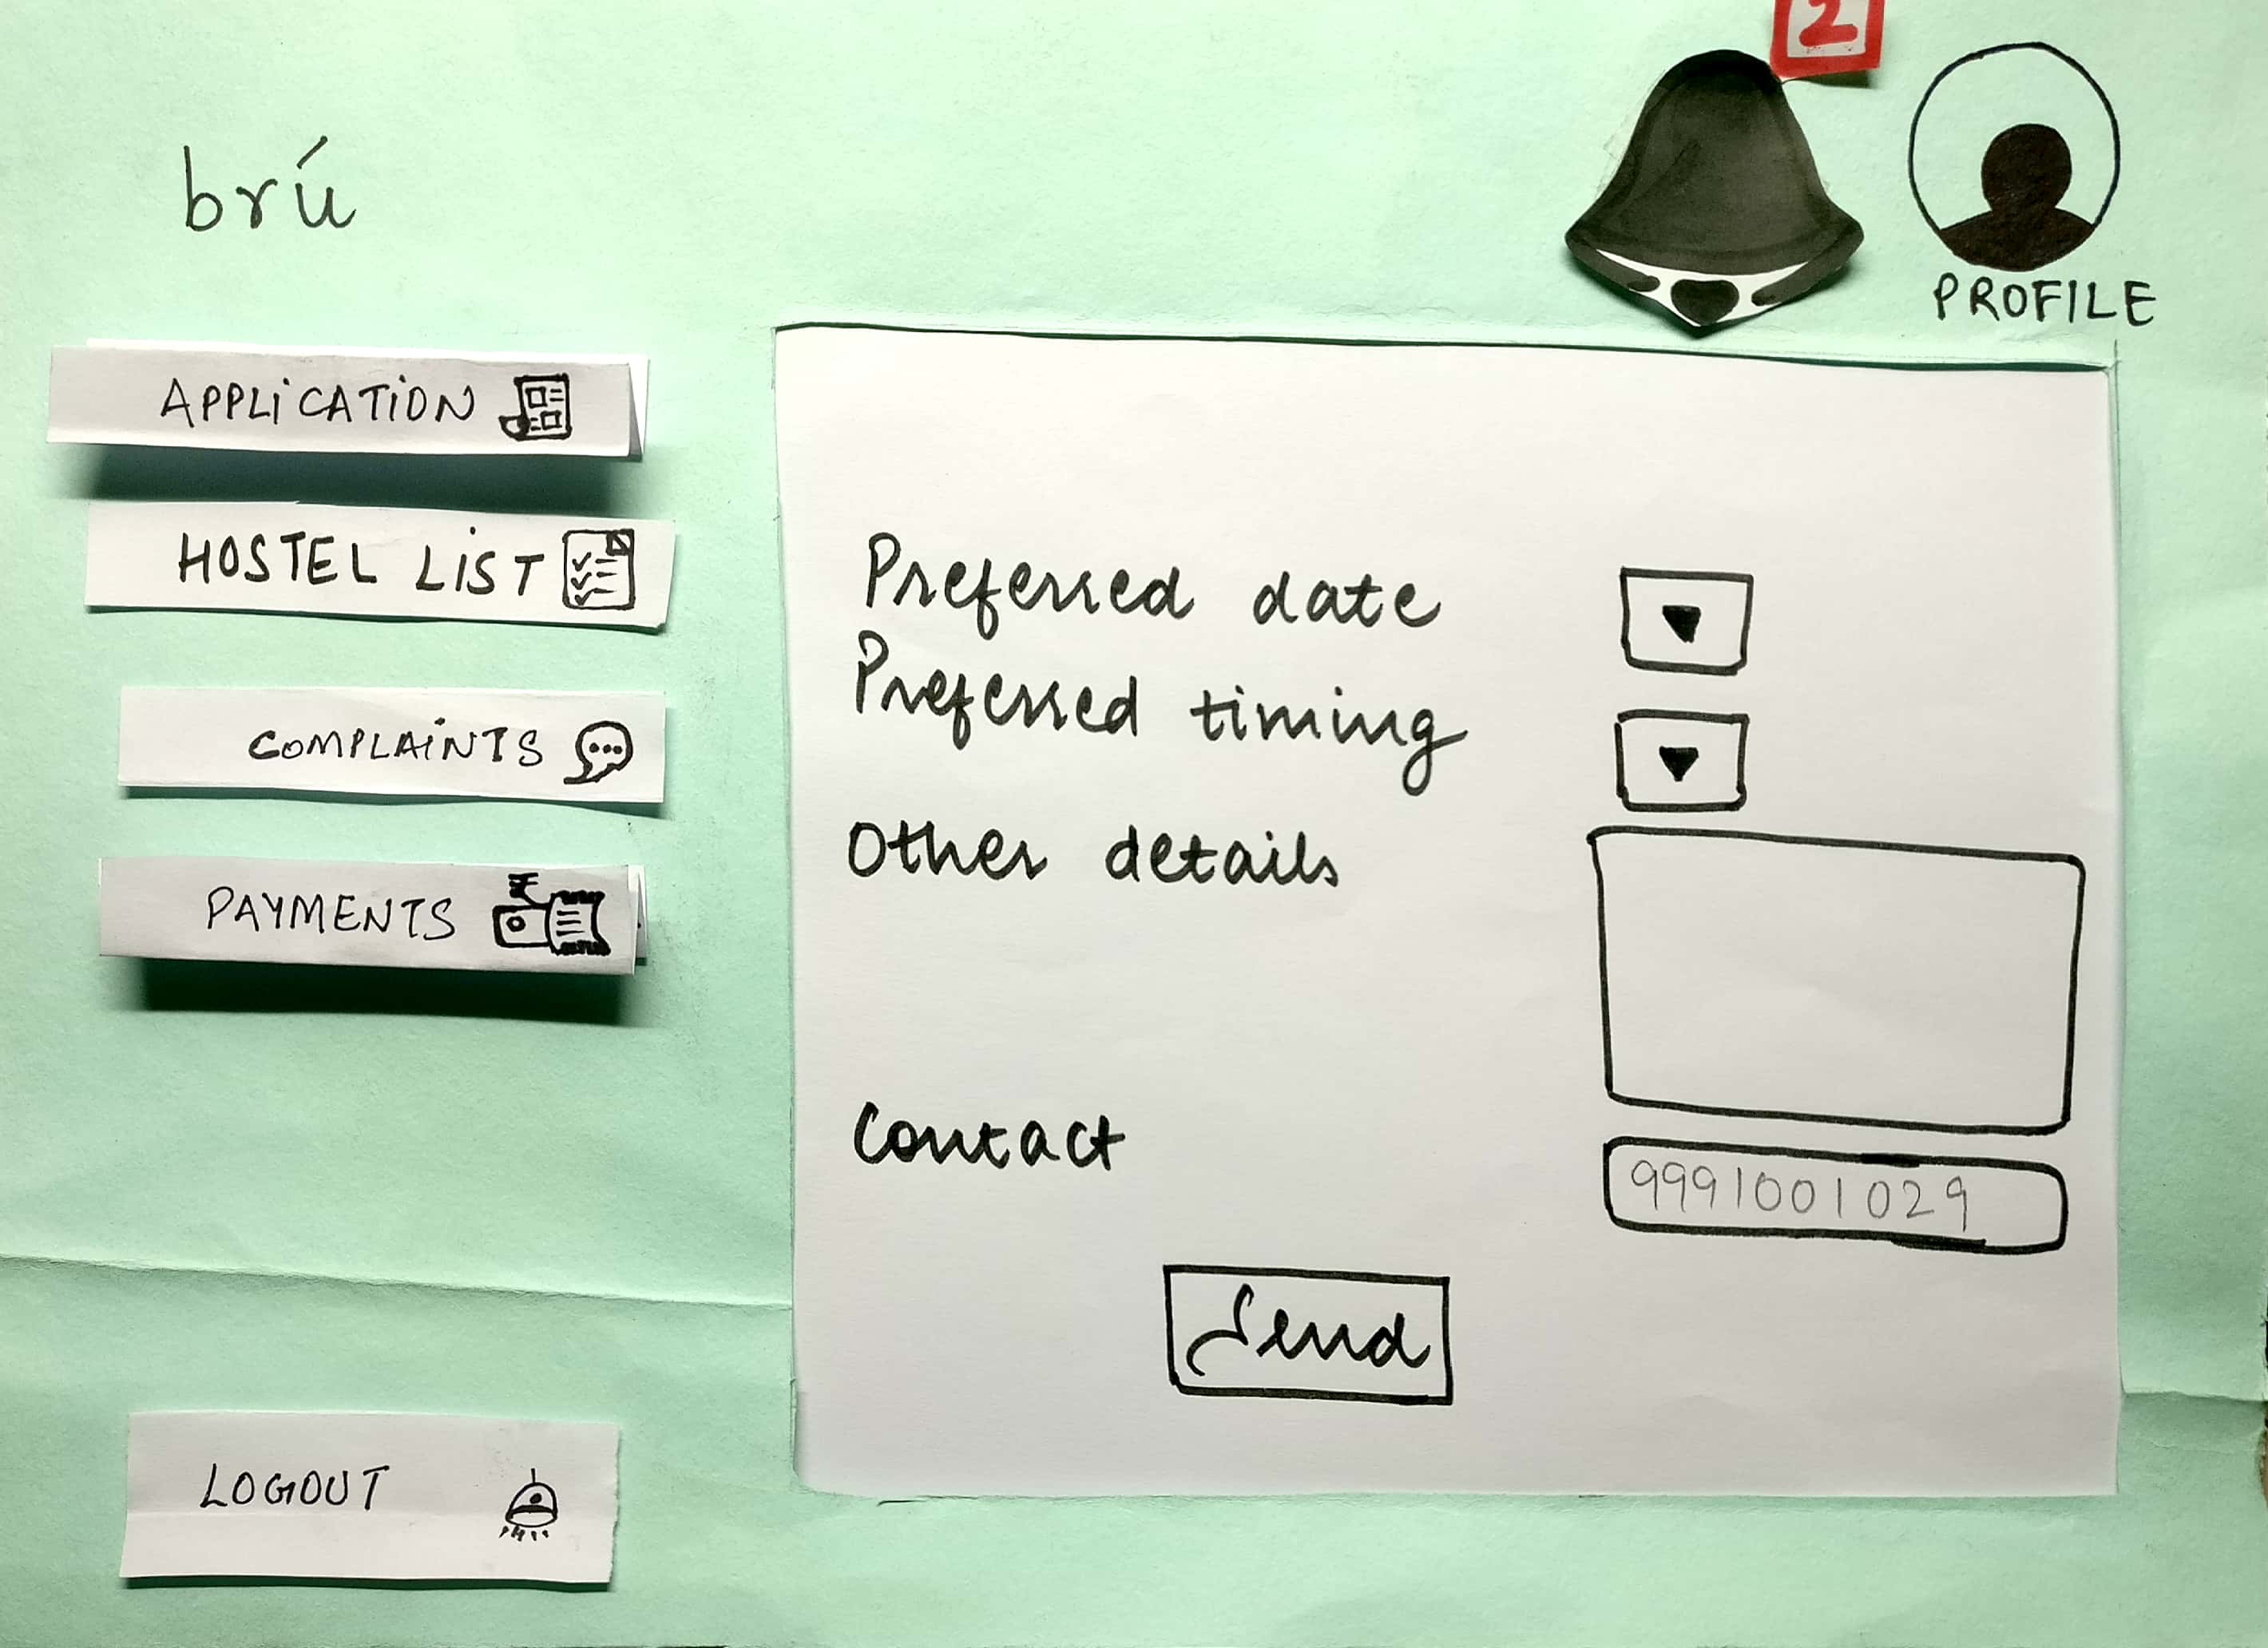 2
brú
PROFILE
APPLiCATiON
HOSTEL LiST
COMPLAiNTS
PAYMENTS
LOGOUT
Preferred date
Preferred timing
Other details
Contact
9991001029
Send